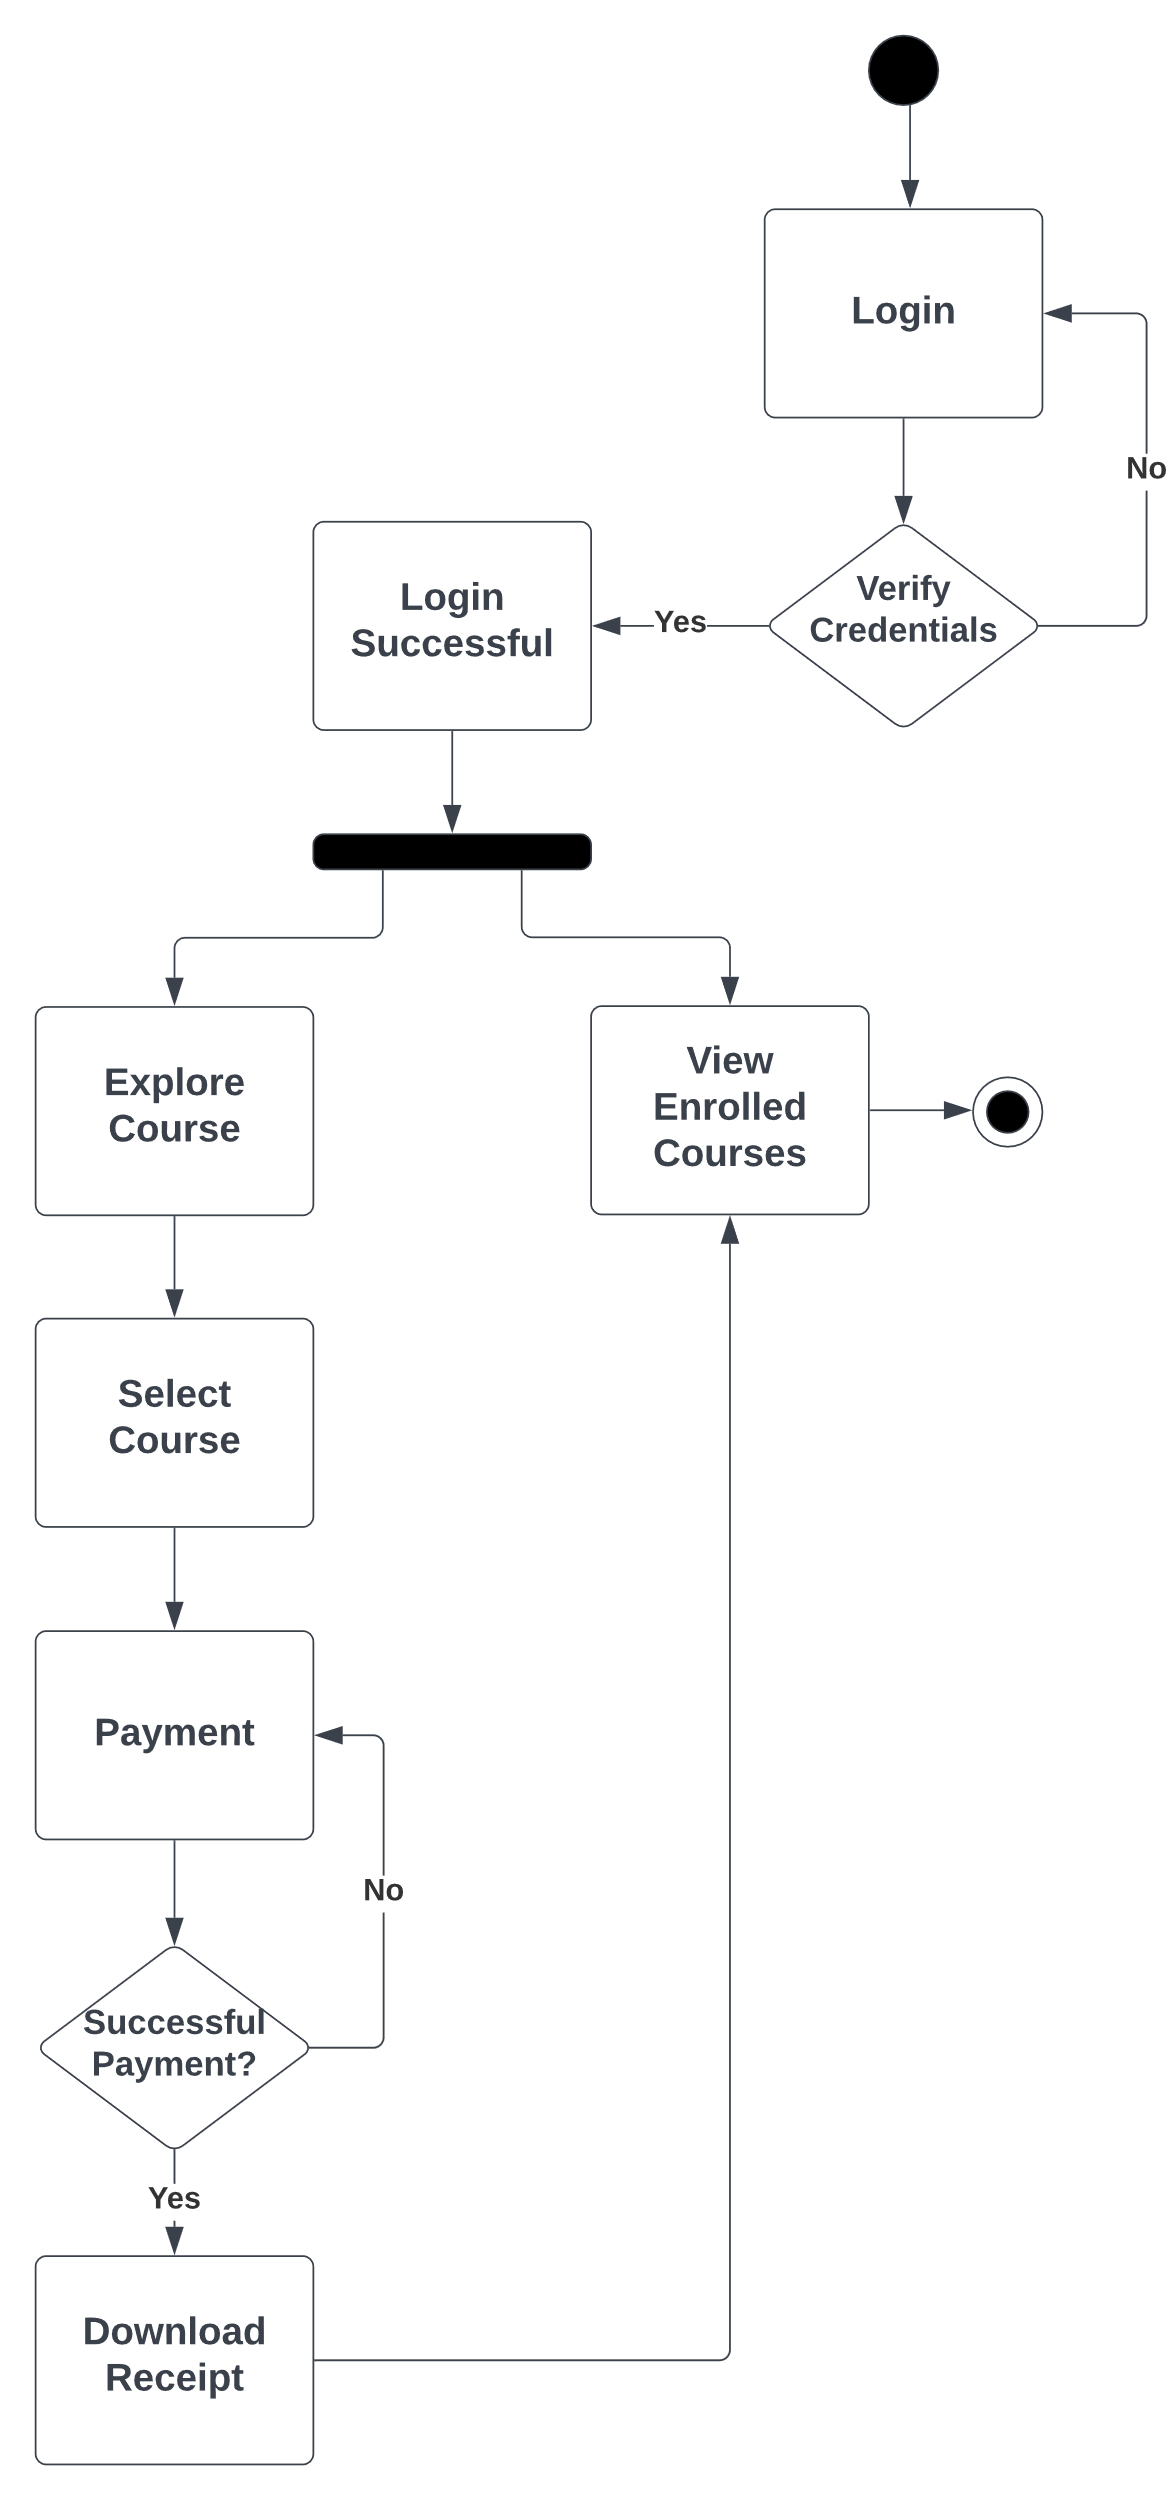 Login
No
Verify
Credentials
Yes
Login
Successful
Explore
Course
View
Enrolled
Courses
Select
Course
Payment
No
Successful
Payment?
Yes
Download
Receipt